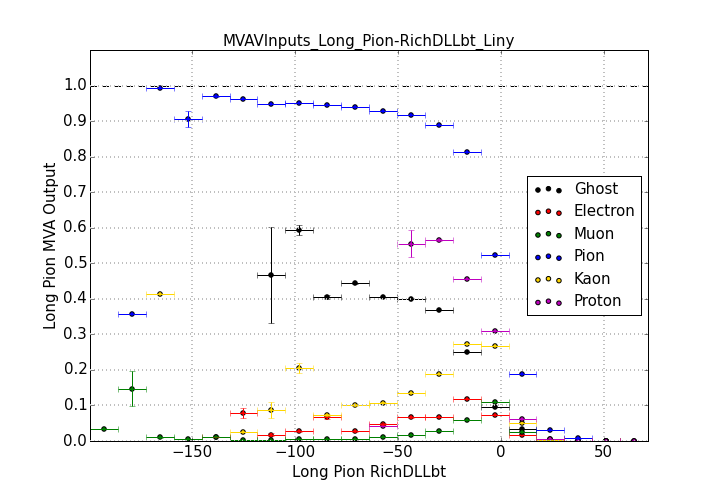 MVAVInputs_Long_Pion-RichDLLbt_Liny
1.0
0.9
0.8
0.7
0.6
0.5
0.4
0.3
0.2
0.1
0.0
Long Pion MVA Output
Ghost
Electron
Muon
Pion
Kaon
Proton
−150 −100 −50 0 50
Long Pion RichDLLbt